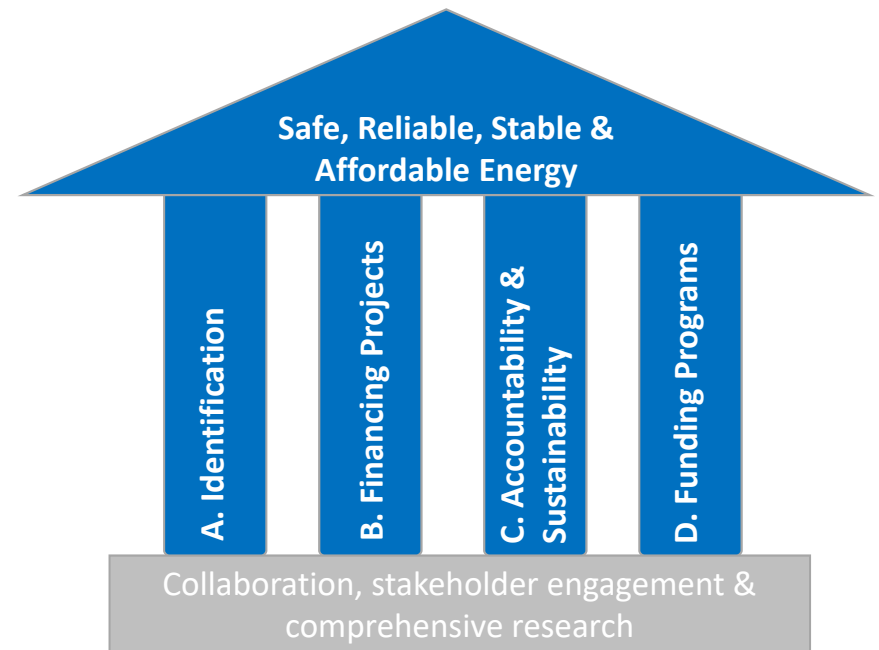 Safe, Reliable, Stable &
Affordable Energy
A. Identification
B. Financing Projects
C. Accountability &
Sustainability
D. Funding Programs
Collaboration, stakeholder engagement &
comprehensive research